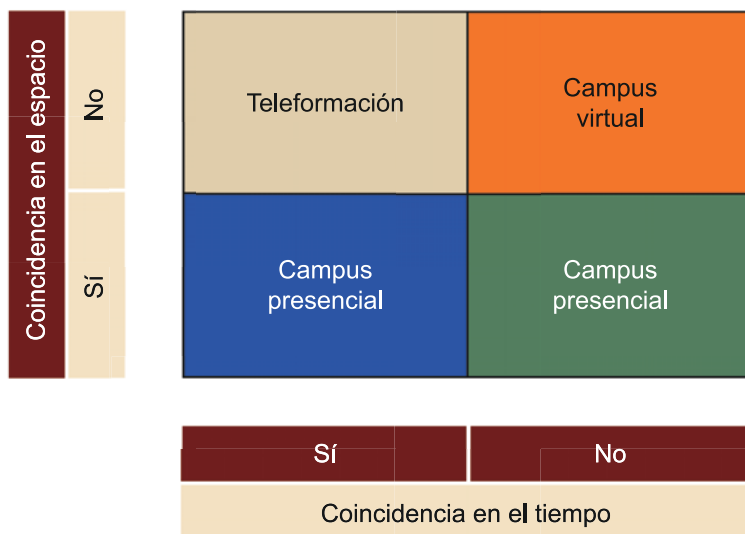 Coincidencia en el espacio
No
Sí
Teleformación
Campus
virtual
Campus
presencial
Campus
presencial
Sí
No
Coincidencia en el tiempo